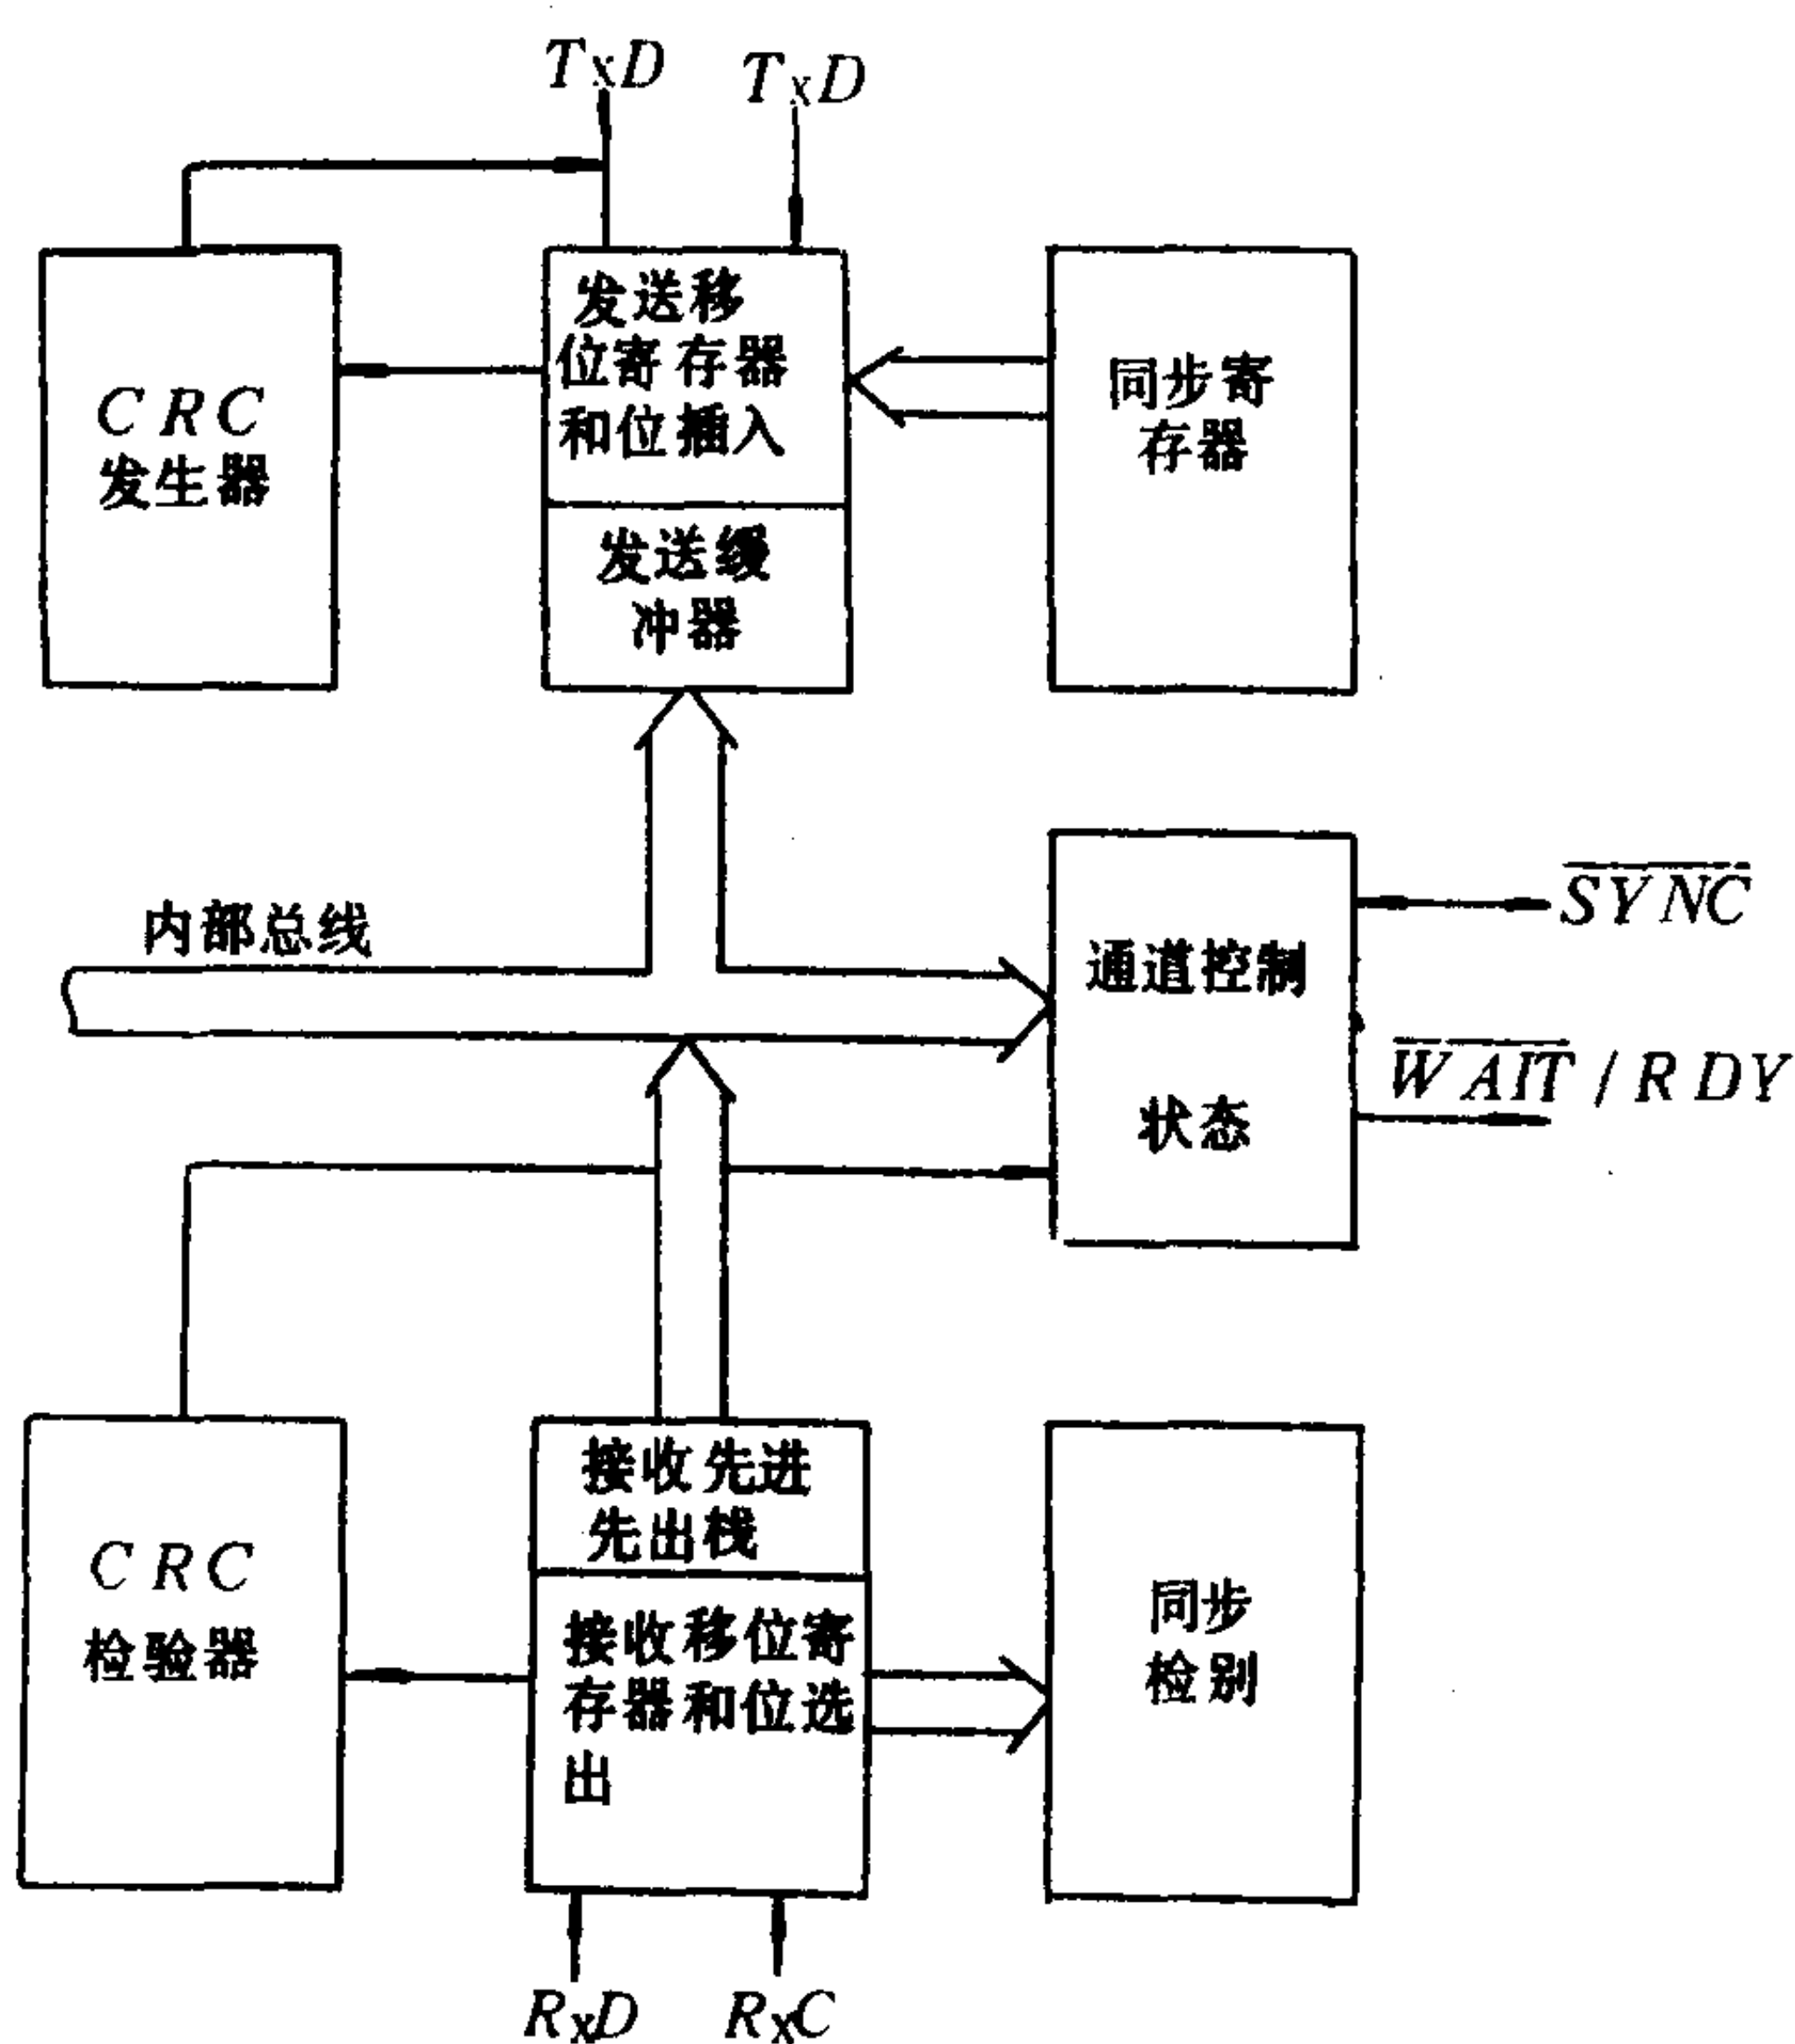 TxD
TxD
CRC
发生器
发送移
位寄存器
和位插入
发送缓
冲器
同步寄
存器
内部总线
通道控制
状态
SYNC
WAIT/RDY
CRC
检验器
接收先进
先出栈
接收移位寄
存器和位选
出
同步
检别
RxD
RxC